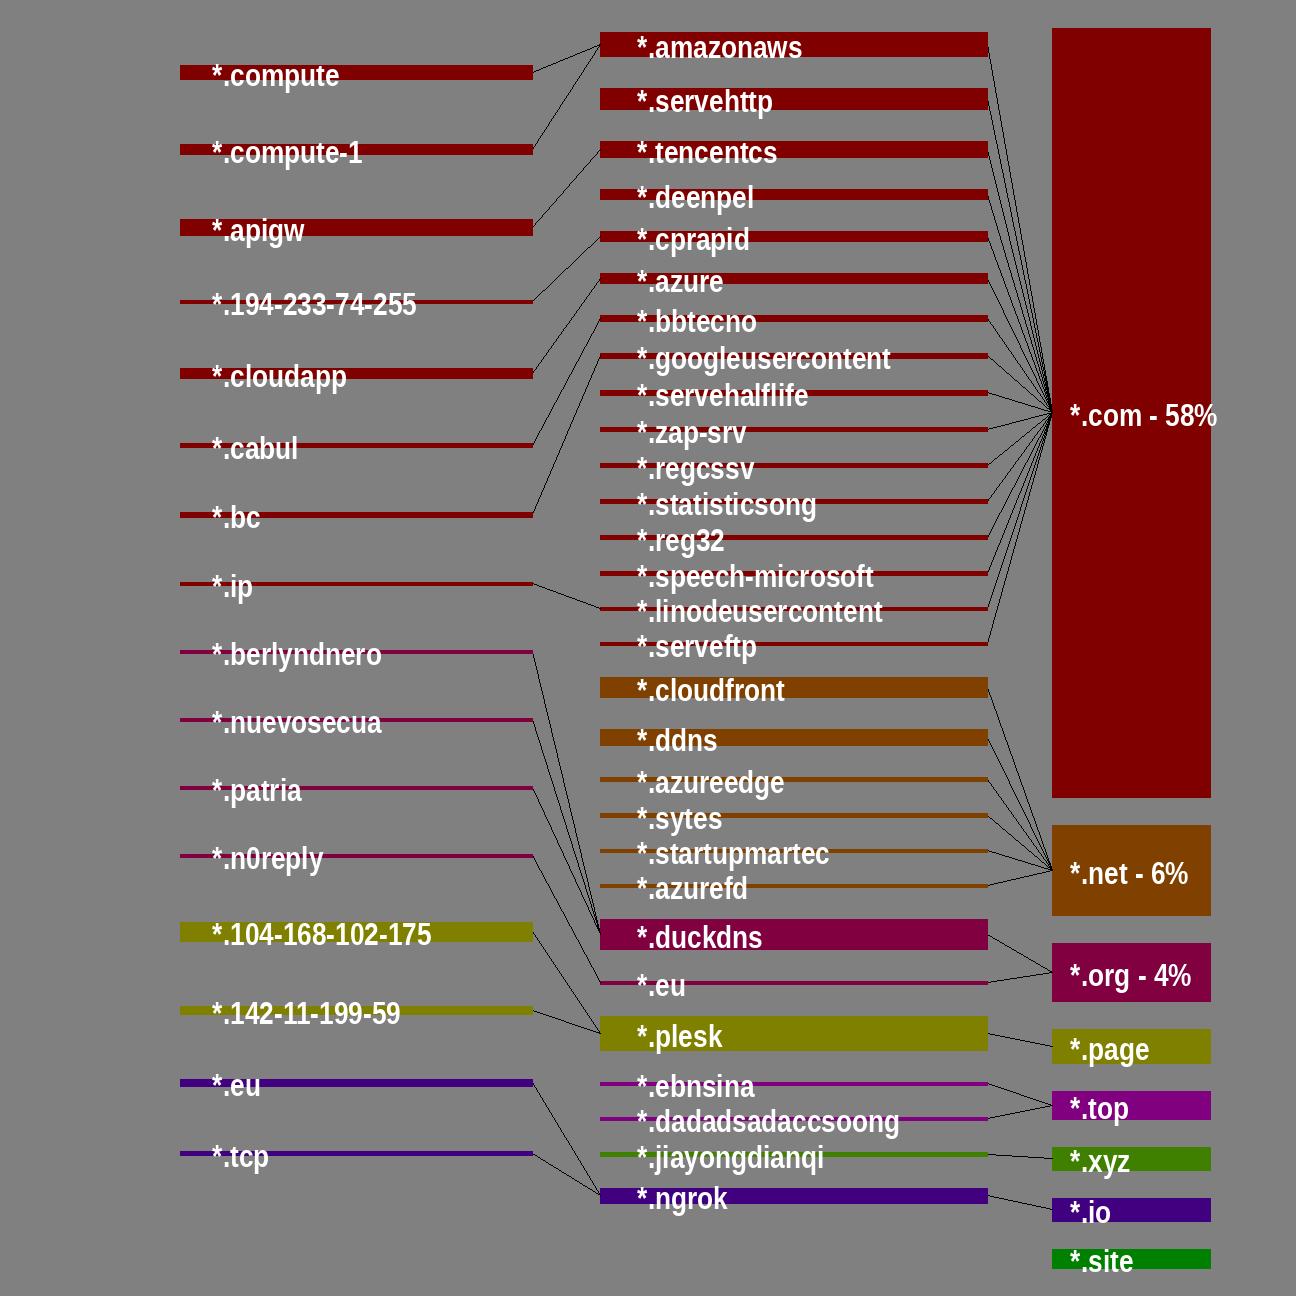 *.compute
*.compute-1
*.apigw
*.194-233-74-255
*.cloudapp
*.cabul
*.bc
*.ip
*.berlyndnero
*.nuevosecua
*.patria
*.n0reply
*.104-168-102-175
*.142-11-199-59
*.eu
*.tcp
*.amazonaws
*.servehttp
*.tencentcs
*.deenpel
*.cprapid
*.azure
*.bbtecno
*.googleusercontent
*.servehalflife
*.zap-srv
*.regcssv
*.statisticsong
*.reg32
*.speech-microsoft
*.linodeusercontent
*.serveftp
*.cloudfront
*.ddns
*.azureedge
*.sytes
*.startupmartec
*.azurefd
*.duckdns
*.eu
*.plesk
*.ebnsina
*.dadadsadaccsoong
*.jiayongdianqi
*.ngrok
*.com - 58%
*.net - 6%
*.org - 4%
*.page
*.top
*.xyz
*.io
*.site